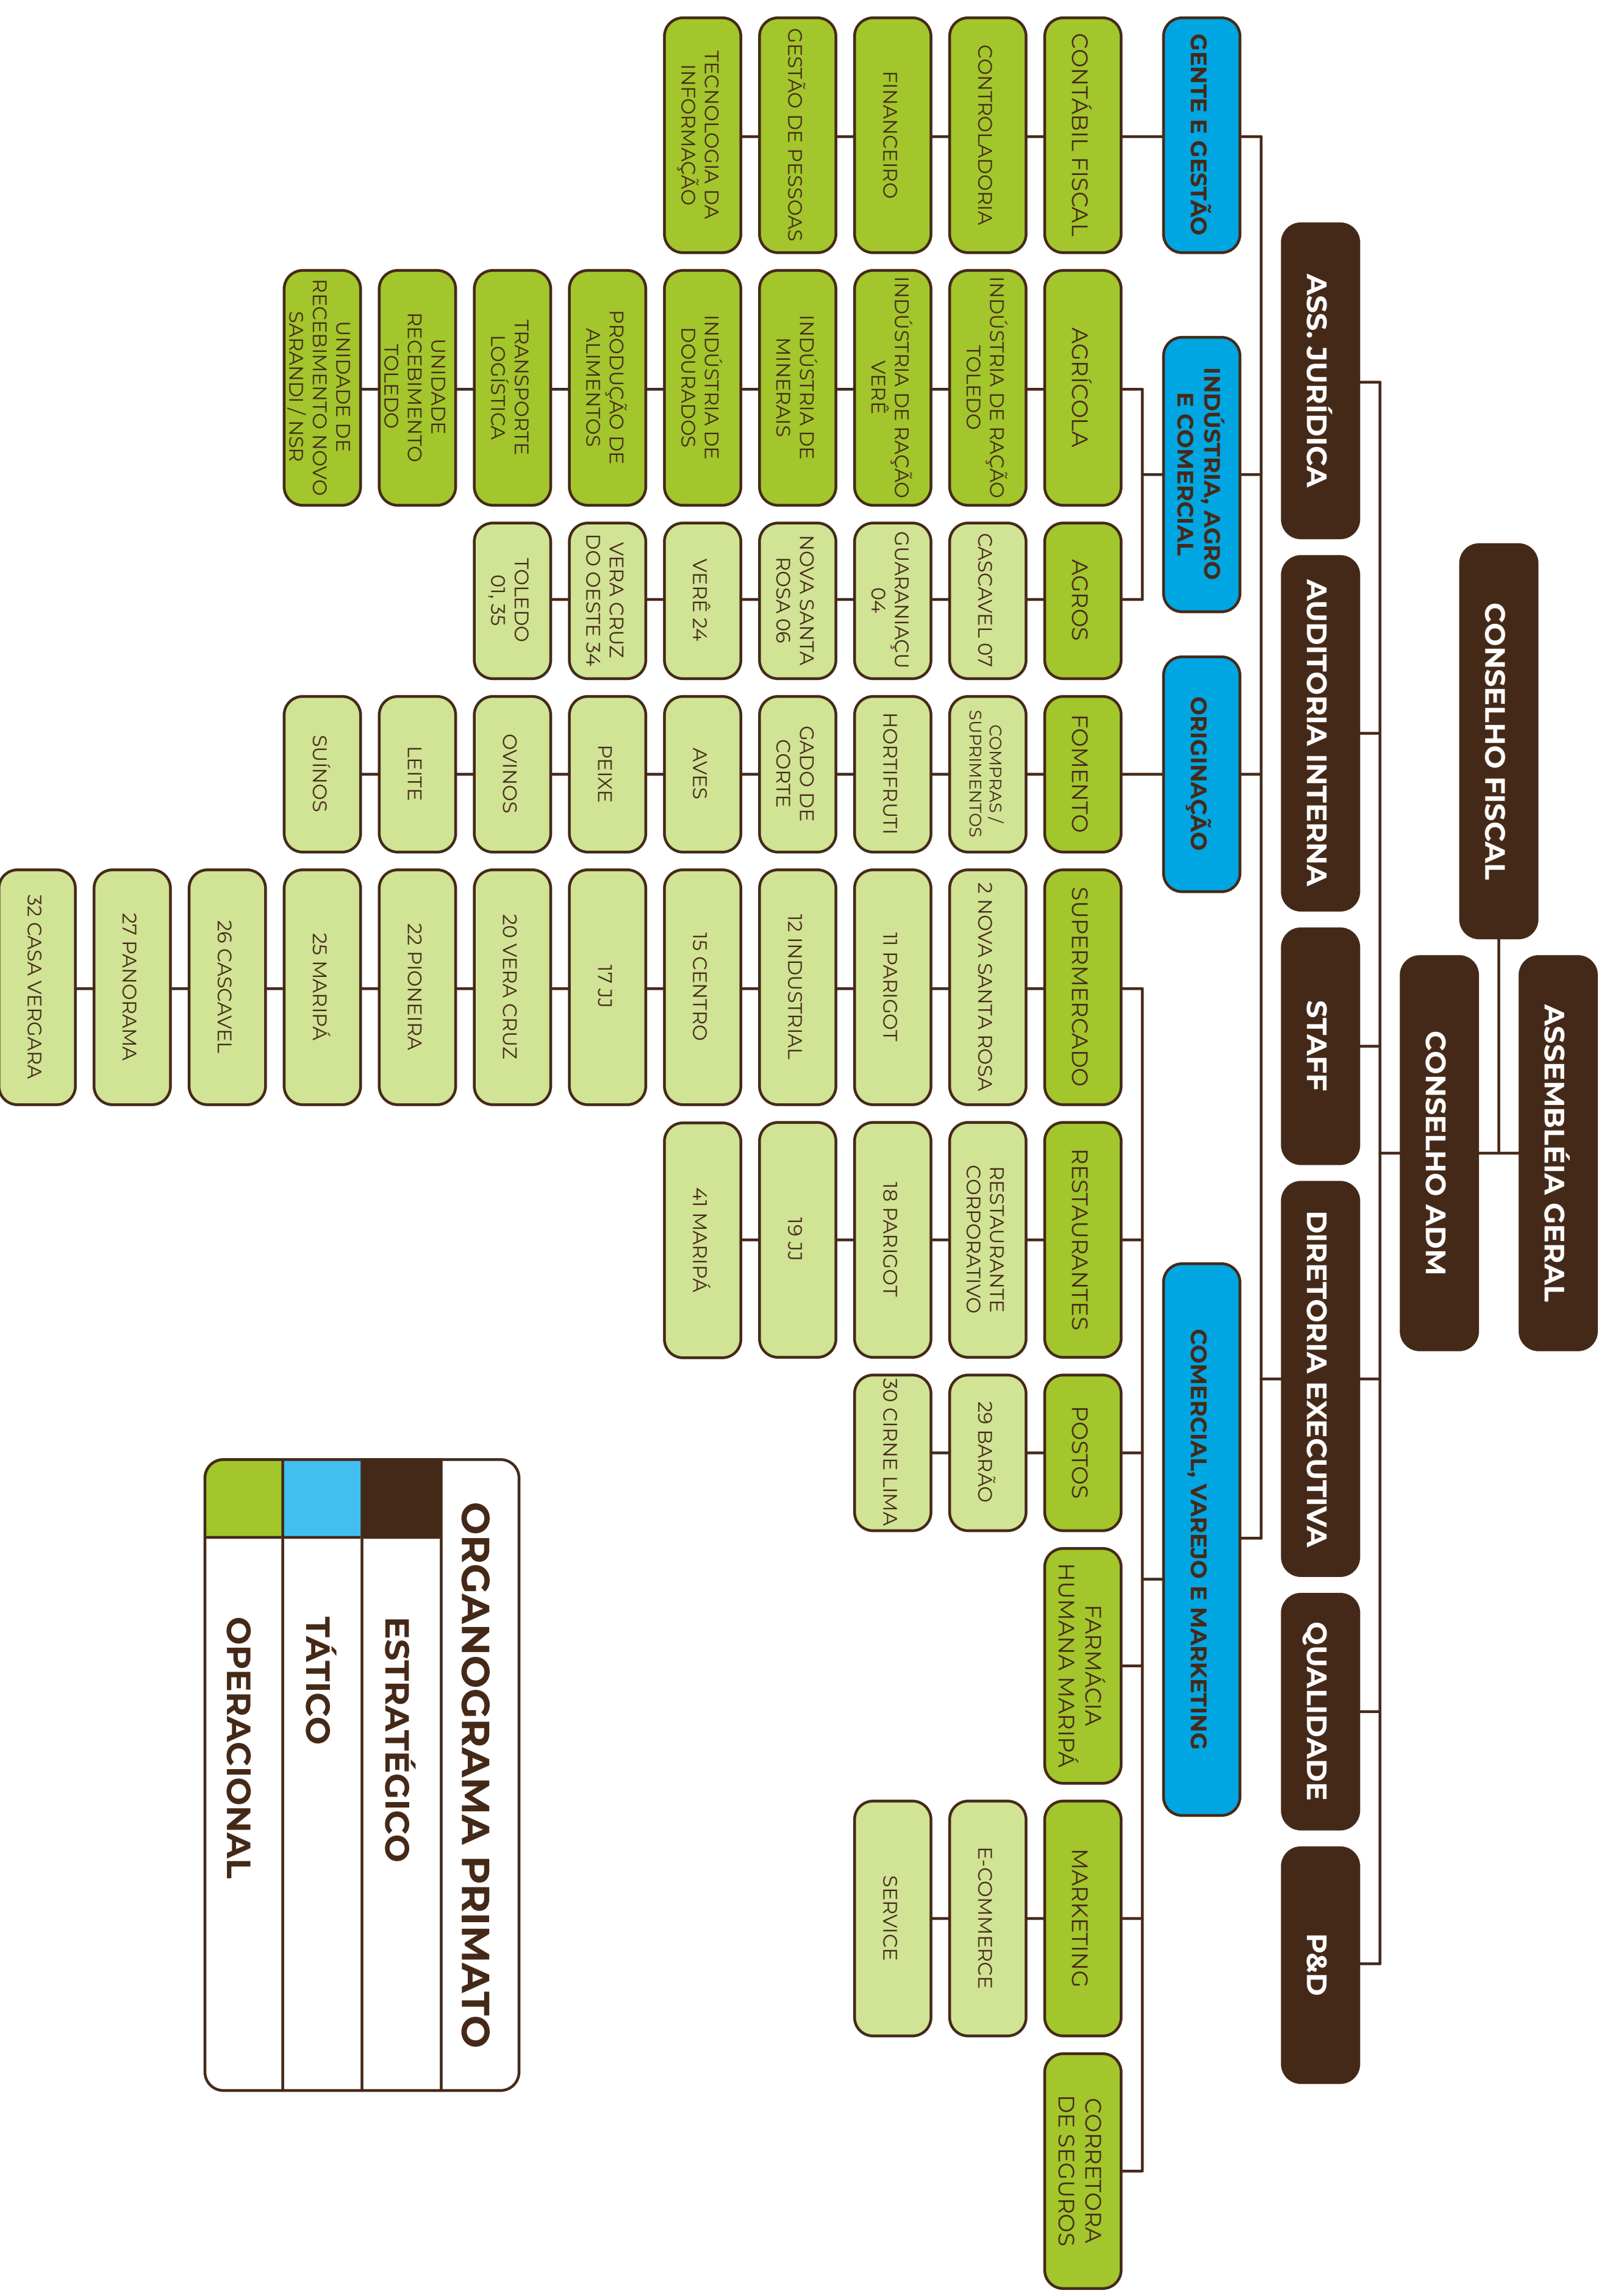 ASSEMBLÉIA GERAL
CONSELHO FISCAL
CONSELHO ADM
ASS. JURÍDICA
AUDITORIA INTERNA
STAFF
DIRETORIA EXECUTIVA
QUALIDADE
P&D
GENTE E GESTÃO
INDÚSTRIA, AGRO
E COMERCIAL
ORIGINAÇÃO
COMERCIAL, VAREJO E MARKETING
CONTÁBIL FISCAL
CONTROLADORIA
FINANCEIRO
GESTÃO DE PESSOAS
TECNOLOGIA DA
INFORMAÇÃO
AGRÍCOLA
INDÚSTRIA DE RAÇÃO
TOLEDO
INDÚSTRIA DE RAÇÃO
VERÊ
INDÚSTRIA DE
MINERAIS
INDÚSTRIA DE
DOURADOS
PRODUÇÃO DE
ALIMENTOS
TRANSPORTE
LOGÍSTICA
UNIDADE
RECEBIMENTO
TOLEDO
UNIDADE DE
RECEBIMENTO NOVO
SARANDI / NSR
AGROS
CASCAVEL 07
GUARANIAÇU
04
NOVA SANTA
ROSA 06
VERÊ 24
VERA CRUZ
DO OESTE 34
TOLEDO
01, 35
FOMENTO
COMPRAS /
SUPRIMENTOS
HORTIFRUTI
GADO DE
CORTE
AVES
PEIXE
OVINOS
LEITE
SUÍNOS
SUPERMERCADO
2 NOVA SANTA ROSA
11 PARIGOT
12 INDUSTRIAL
15 CENTRO
17 JJ
20 VERA CRUZ
22 PIONEIRA
25 MARIPÁ
26 CASCAVEL
27 PANORAMA
32 CASA VERGARA
RESTAURANTES
RESTAURANTE
CORPORATIVO
18 PARIGOT
19 JJ
41 MARIPÁ
POSTOS
29 BARÃO
30 CIRNE LIMA
FARMÁCIA
HUMANA MARIPÁ
MARKETING
E-COMMERCE
SERVICE
CORRETORA
DE SEGUROS
ORGANOGRAMA PRIMATO
ESTRATÉGICO
TÁTICO
OPERACIONAL